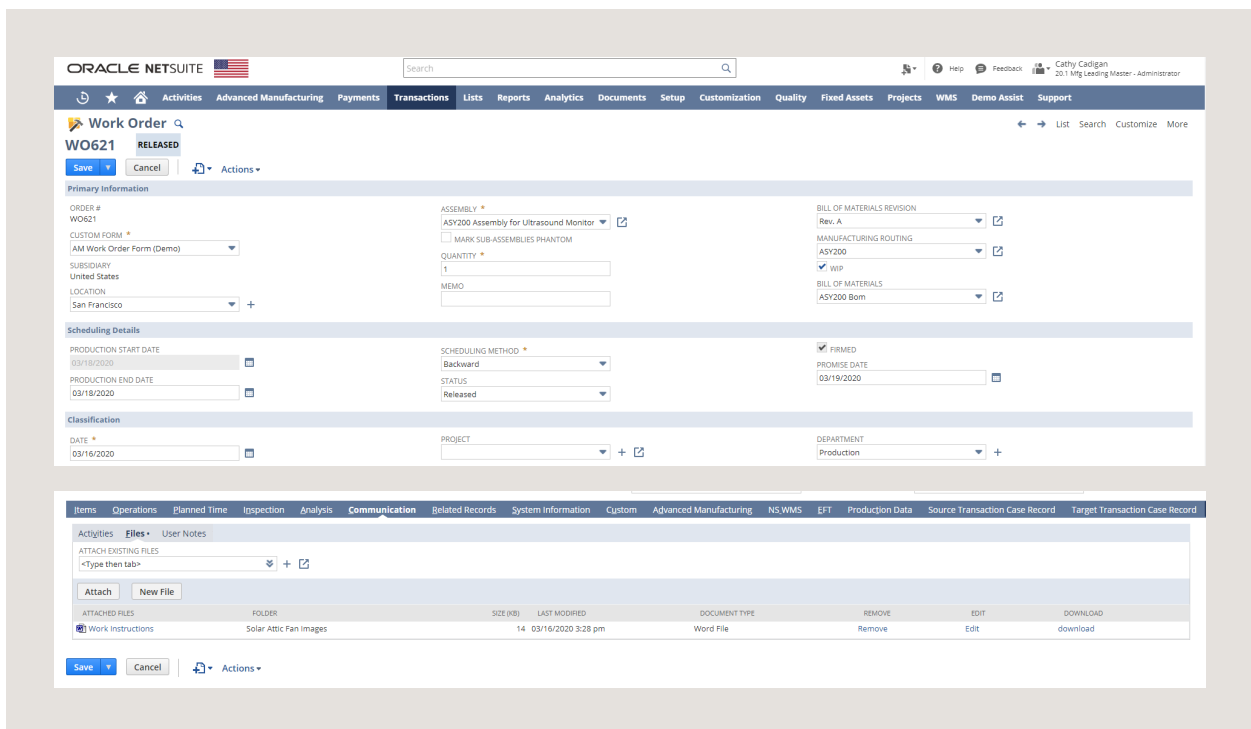 ORACLE NETSUITE
Search
Help Feedback Cathy Cadigan
20.1 Mfg Leading Master - Administrator
Activities Advanced Manufacturing Payments Transactions Lists Reports Analytics Documents Setup Customization Quality Fixed Assets Projects WMS Demo Assist Support
Work Order
List Search Customize More
WO621 RELEASED
Save Cancel Actions
Primary Information
ORDER #
WO621
CUSTOM FORM *
AM Work Order Form (Demo)
SUBSIDIARY
United States
LOCATION
San Francisco
ASSEMBLY *
ASY200 Assembly for Ultrasound Monitor
MARK SUB-ASSEMBLIES PHANTOM
QUANTITY *
1
MEMO
BILL OF MATERIALS REVISION
Rev. A
MANUFACTURING ROUTING
ASY200
WIP
BILL OF MATERIALS
ASY200 Bom
Scheduling Details
PRODUCTION START DATE
03/18/2020
PRODUCTION END DATE
03/18/2020
SCHEDULING METHOD *
Backward
STATUS
Released
FIRMED
PROMISE DATE
03/19/2020
Classification
DATE *
03/16/2020
PROJECT
DEPARTMENT
Production
Items Operations Planned Time Inspection Analysis Communication Related Records System Information Custom Advanced Manufacturing NS WMS EFT Production Data Source Transaction Case Record Target Transaction Case Record
Activities Files • User Notes
ATTACH EXISTING FILES
<Type then tab>
Attach New File
ATTACHED FILES FOLDER SIZE (KB) LAST MODIFIED DOCUMENT TYPE REMOVE EDIT DOWNLOAD
Work Instructions Solar Attic Fan Images 14 03/16/2020 3:28 pm Word File Remove Edit download
Save Cancel Actions